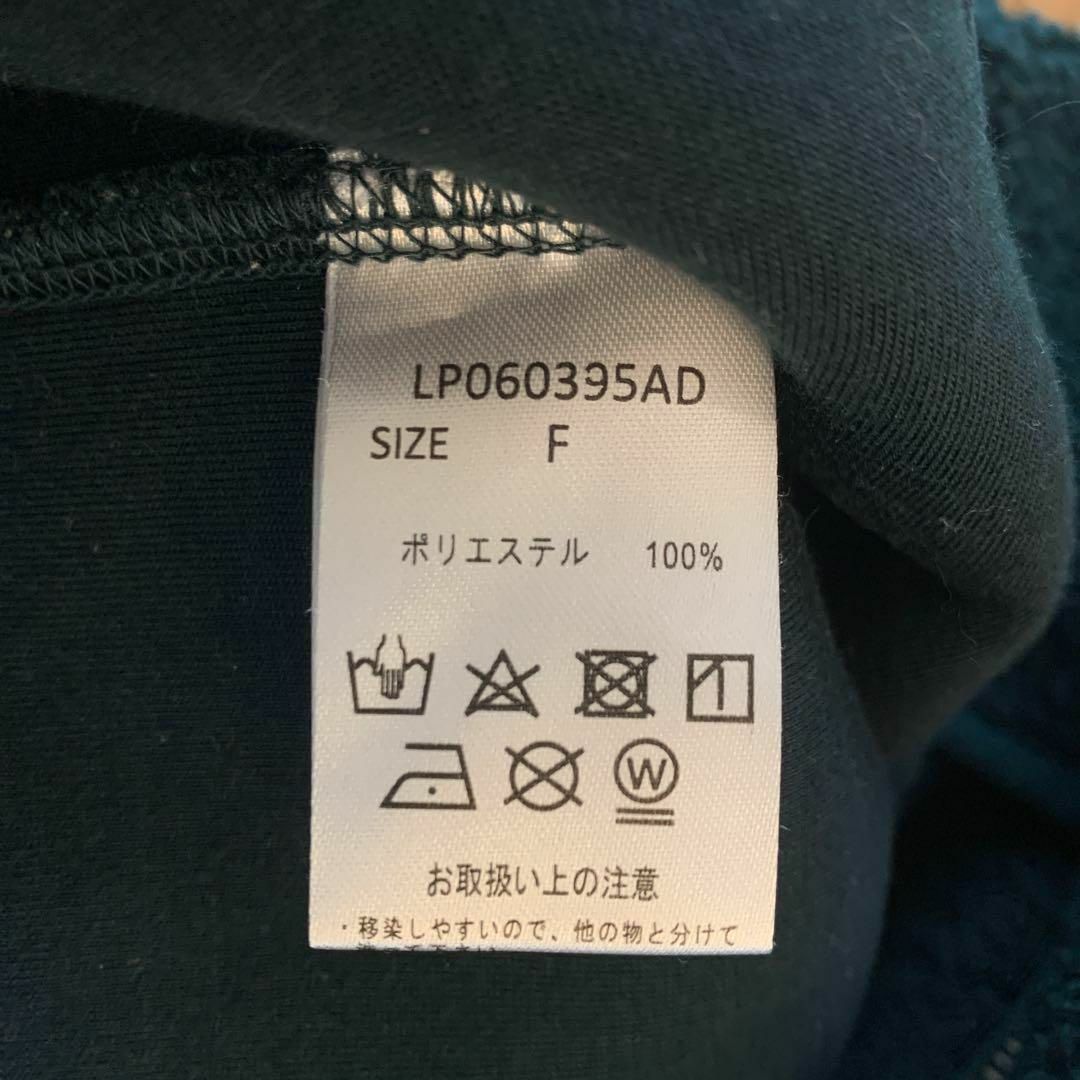 LP060395AD
SIZE F
ポリエステル 100%
W
お取扱い上の注意
・移染しやすいので、他の物と分けて